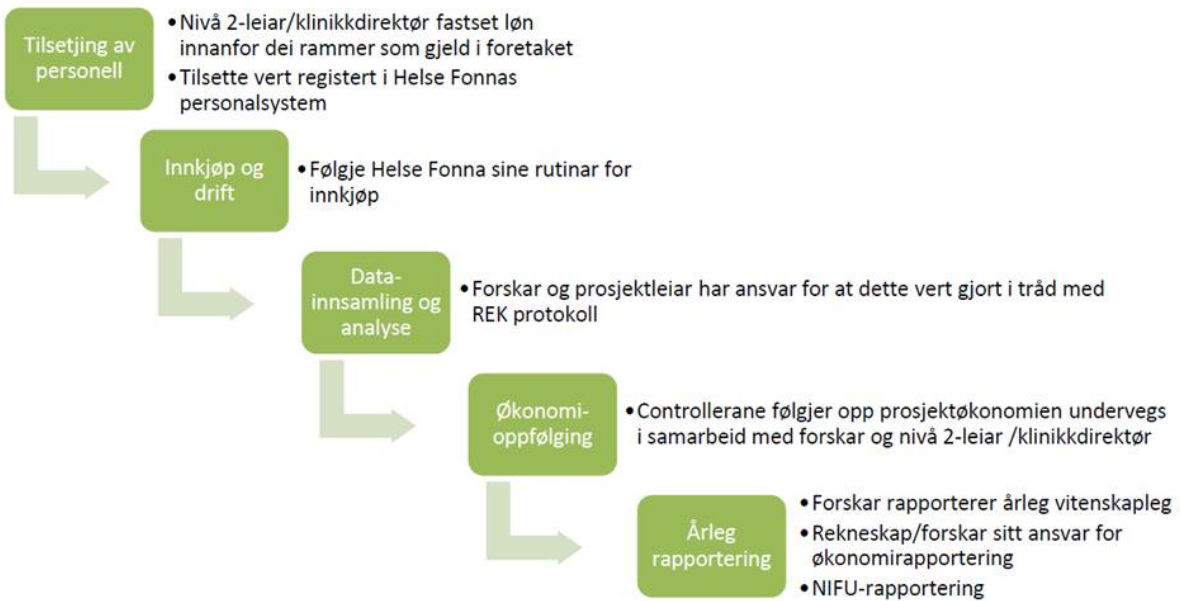 Tilsetjing av
personell
•Nivå 2-leiar/klinikkdirektør fastset løn
innanfor dei rammer som gjeld i foretaket
•Tilsette vert registert i Helse Fonnas
personalsystem
Innkjøp og
drift
•Følgje Helse Fonna sine rutinar for
innkjøp
Data-
innsamling og
analyse
•Forskar og prosjektleiar har ansvar for at dette vert gjort i tråd med
REK protokoll
Økonomi-
oppfølging
•Controllerane følgjer opp prosjektøkonomien undervegs
i samarbeid med forskar og nivå 2-leiar /klinikkdirektør
Årleg
rapportering
•Forskar rapporterer årleg vitenskapleg
•Rekneskap/forskar sitt ansvar for
økonomirapportering
•NIFU-rapportering